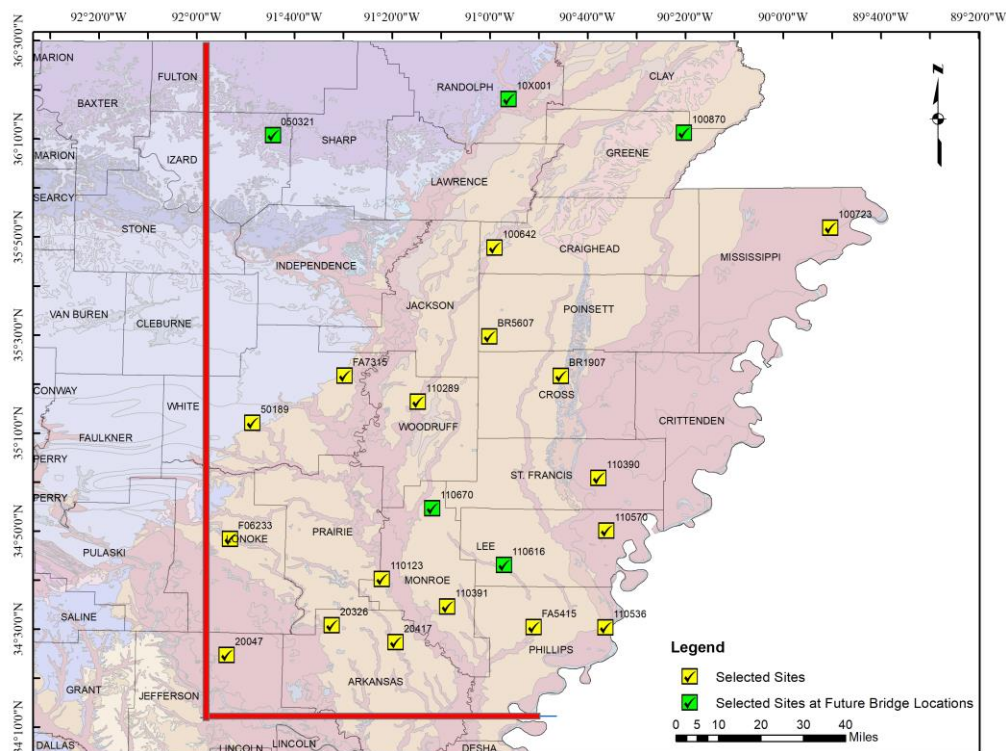 92°20'0"W 92°0'0"W 91°40'0"W 91°20'0"W 91°0'0"W 90°40'0"W 90°20'0"W 90°0'0"W 89°40'0"W 89°20'0"W
36°30'0"N
MARION
FULTON
CLAY
RANDOLPH 10X001
BAXTER
N
050321
100870
36°10'0"N
SHARP
MARION
IZARD
GREENE
LAWRENCE
SEARCY
100723
STONE
100642
35°50'0"N
CRAIGHEAD
MISSISSIPPI
INDEPENDENCE
JACKSON
POINSETT
VAN BUREN
CLEBURNE
BR5607
35°30'0"N
FA7315
BR1907
CONWAY
110289
CROSS
WHITE
50189
CRITTENDEN
WOODRUFF
FAULKNER
35°10'0"N
PERRY
ST. FRANCIS
110390
PERRY
110670
F06233
PRAIRIE
110570
34°50'0"N
LONOKE
LEE
PULASKI
110616
110123
MONROE
110391
SALINE
20326
FA5415
110536
34°30'0"N
20417
20047
PHILLIPS
Legend
ARKANSAS
Selected Sites
GRANT
JEFFERSON
Selected Sites at Future Bridge Locations
34°10'0"N
0 5 10 20 30 40
Miles
DALLAS
LINCOLN
LINCOLN
DESHA